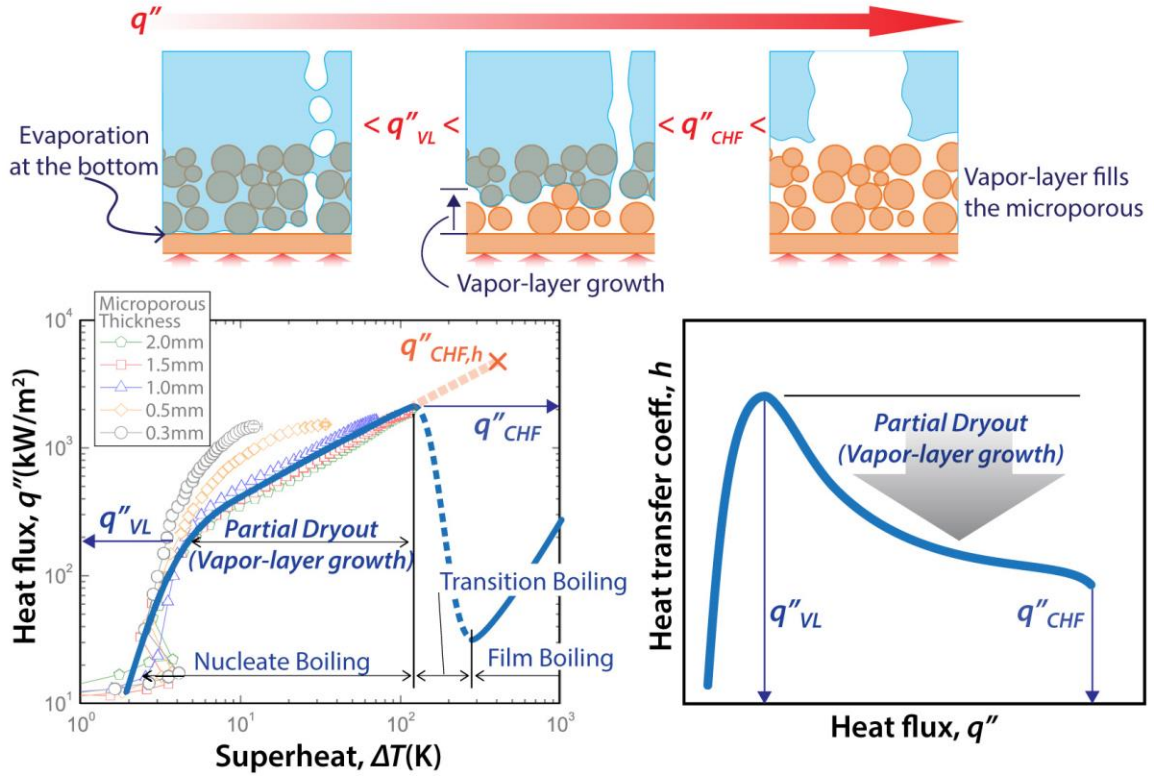 q″
Evaporation
at the bottom
< q″VL <
< q″CHF <
Vapor-layer growth
Vapor-layer fills
the microporous
Microporous
Thickness
2.0mm
1.5mm
1.0mm
0.5mm
0.3mm
Heat flux, q″(kW/m²)
10⁴
10³
10²
10¹
q″CHF,h
q″CHF
q″VL
Partial Dryout
(Vapor-layer growth)
Transition Boiling
Nucleate Boiling
Film Boiling
10⁰
10¹
10²
10³
Superheat, ΔT(K)
Heat transfer coeff., h
Partial Dryout
(Vapor-layer growth)
q″VL
q″CHF
Heat flux, q″